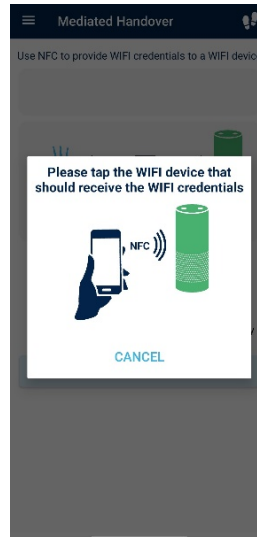 Mediated Handover
Use NFC to provide WIFI credentials to a WIFI devic
Please tap the WIFI device that
should receive the WIFI credentials
NFC
CANCEL